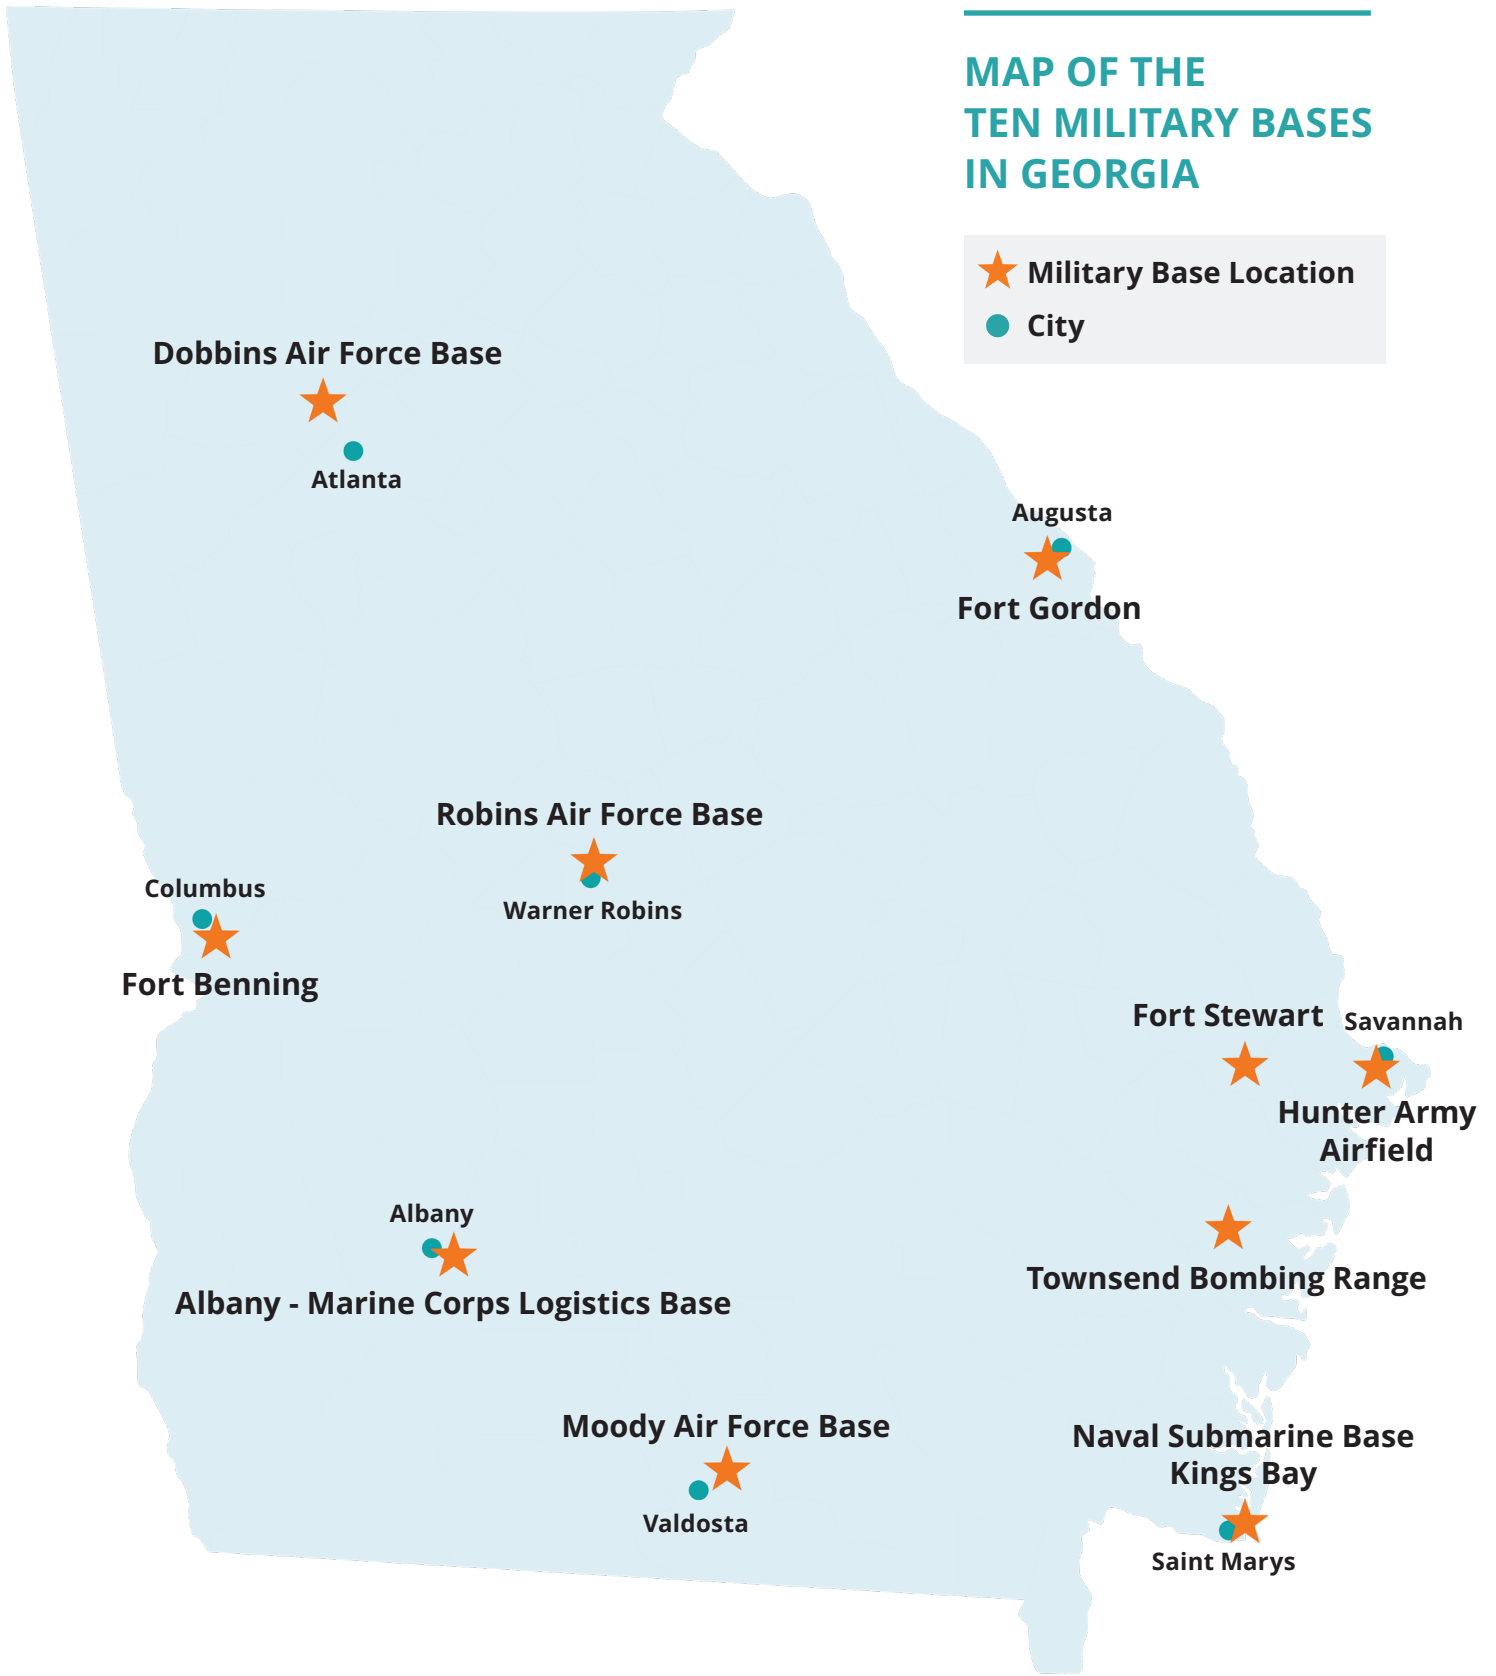 MAP OF THE
TEN MILITARY BASES
IN GEORGIA
Military Base Location
City
Dobbins Air Force Base
Atlanta
Augusta
Fort Gordon
Robins Air Force Base
Warner Robins
Columbus
Fort Benning
Fort Stewart
Savannah
Hunter Army
Airfield
Albany
Albany - Marine Corps Logistics Base
Townsend Bombing Range
Moody Air Force Base
Valdosta
Naval Submarine Base
Kings Bay
Saint Marys